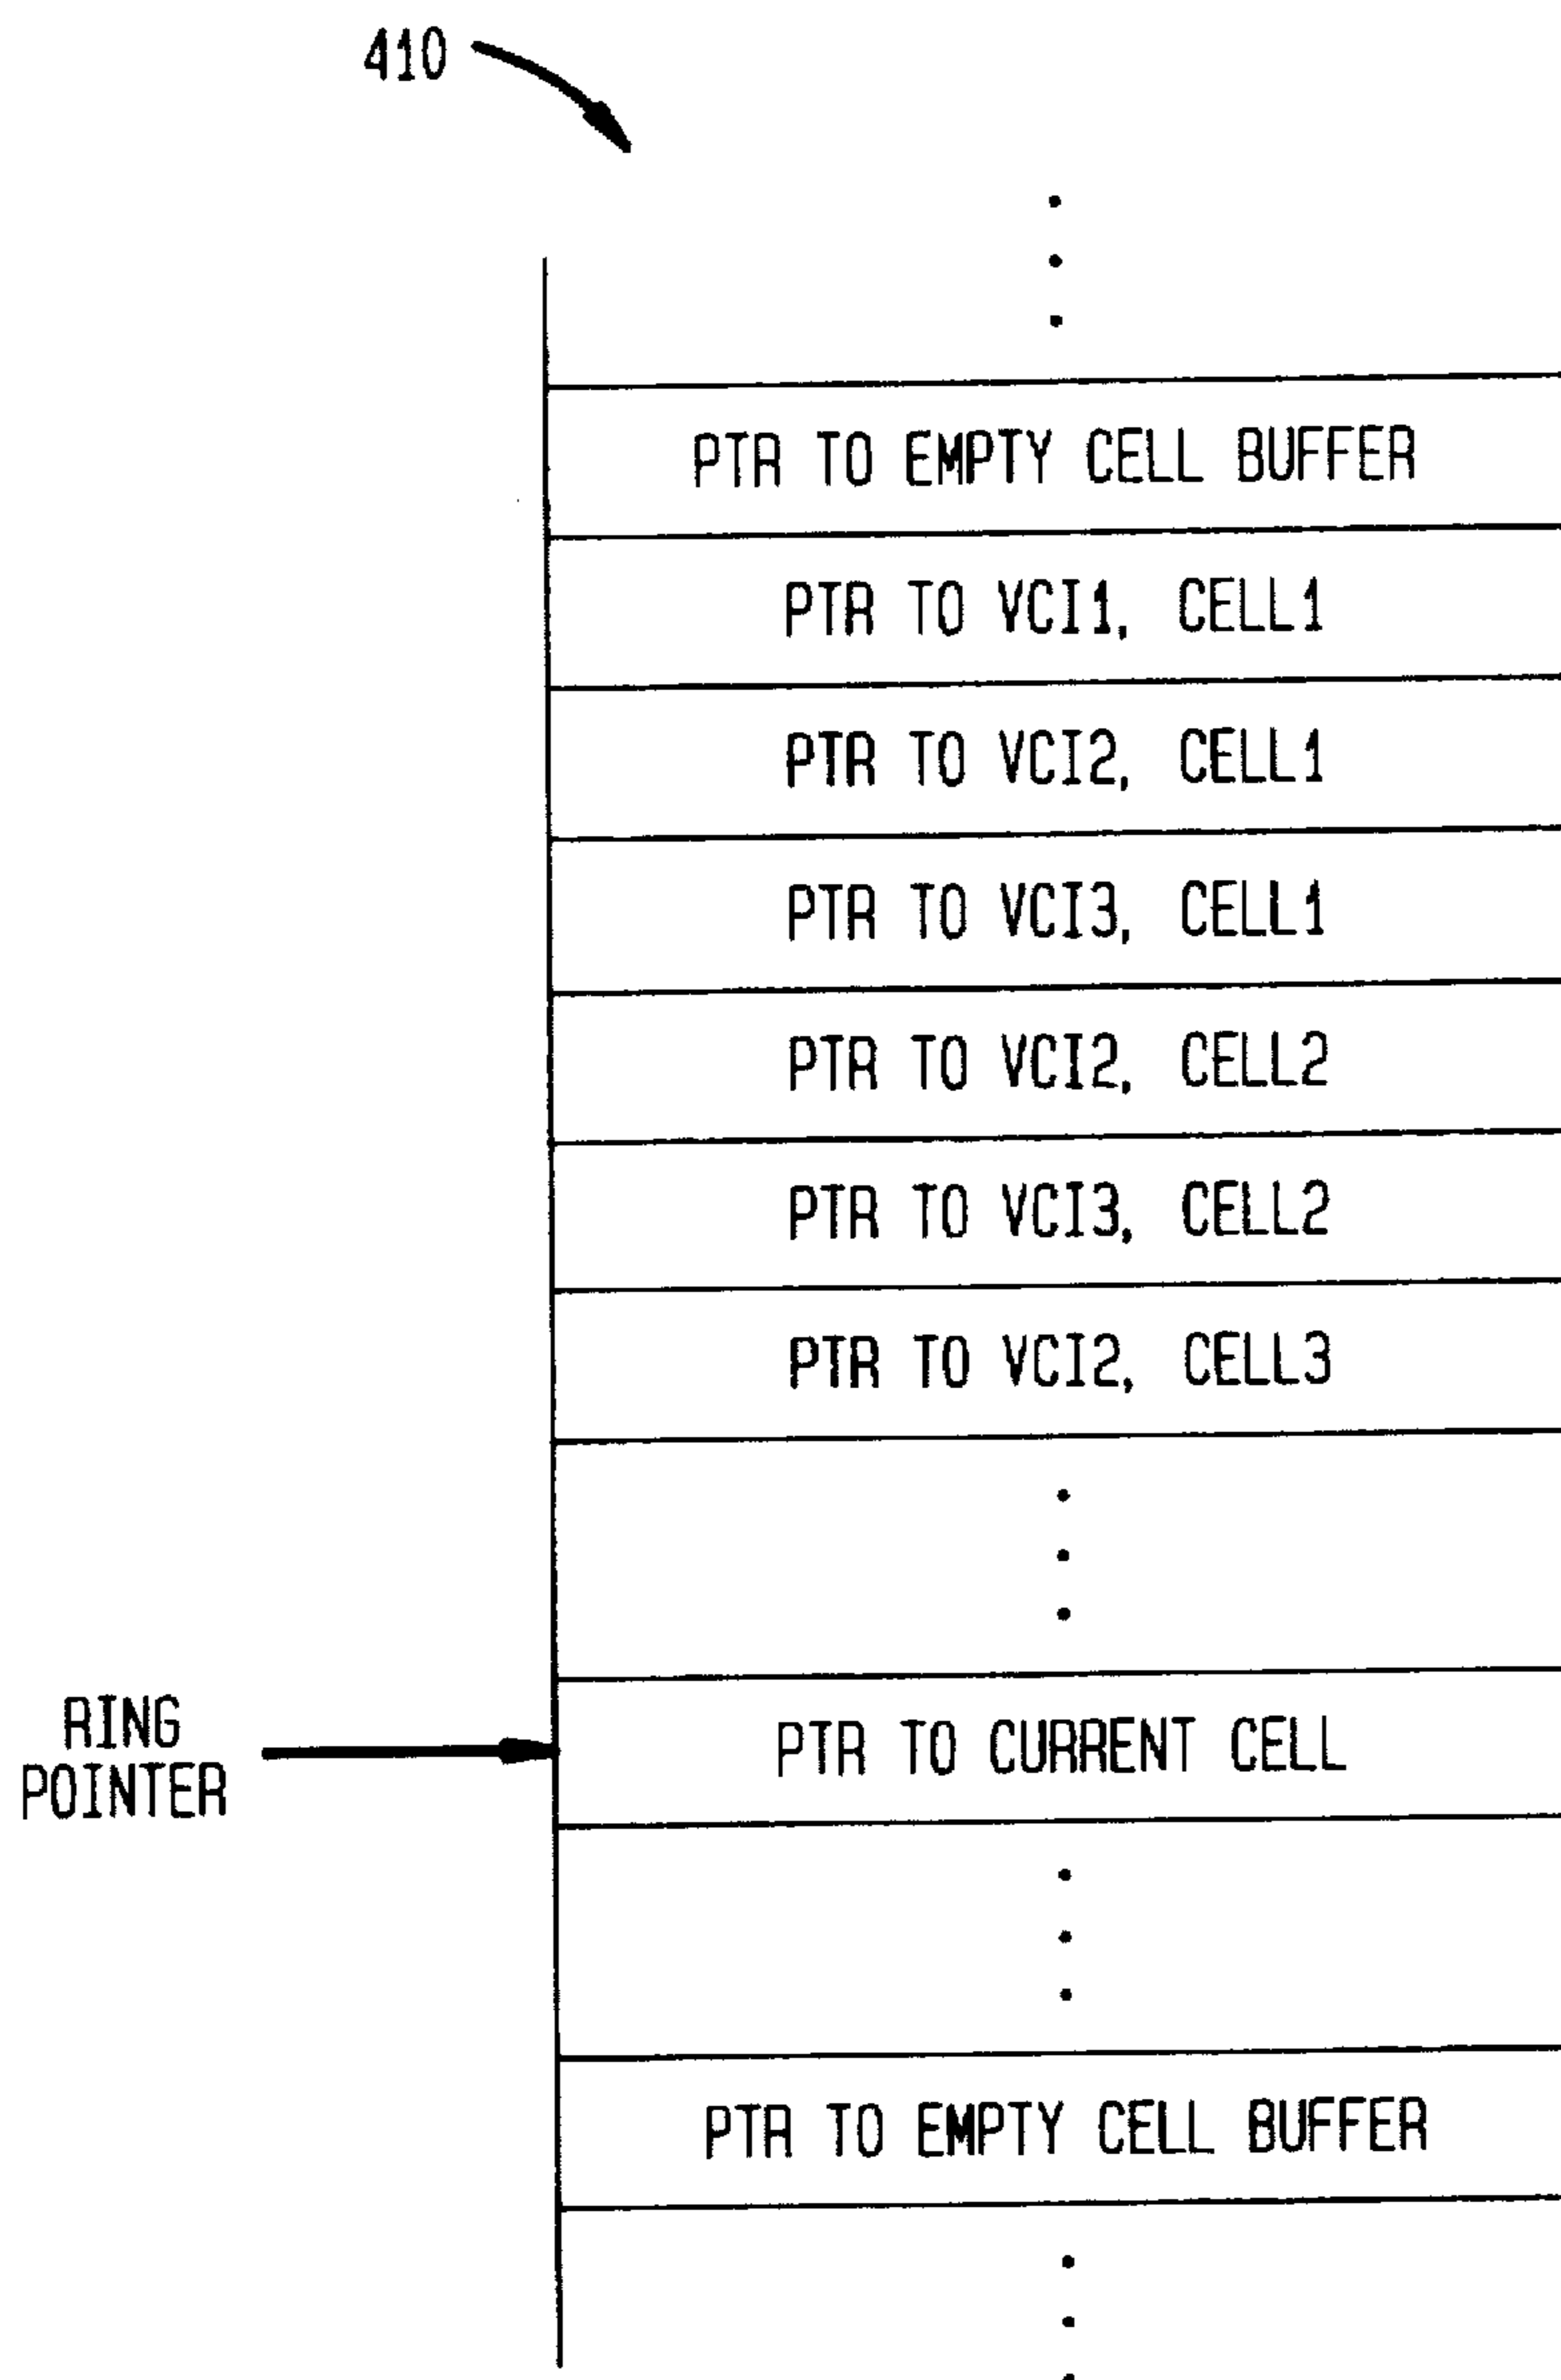 410
PTR TO EMPTY CELL BUFFER
PTR TO VCI1, CELL1
PTR TO VCI2, CELL1
PTR TO VCI3, CELL1
PTR TO VCI2, CELL2
PTR TO VCI3, CELL2
PTR TO VCI2, CELL3
RING
POINTER
PTR TO CURRENT CELL
PTR TO EMPTY CELL BUFFER